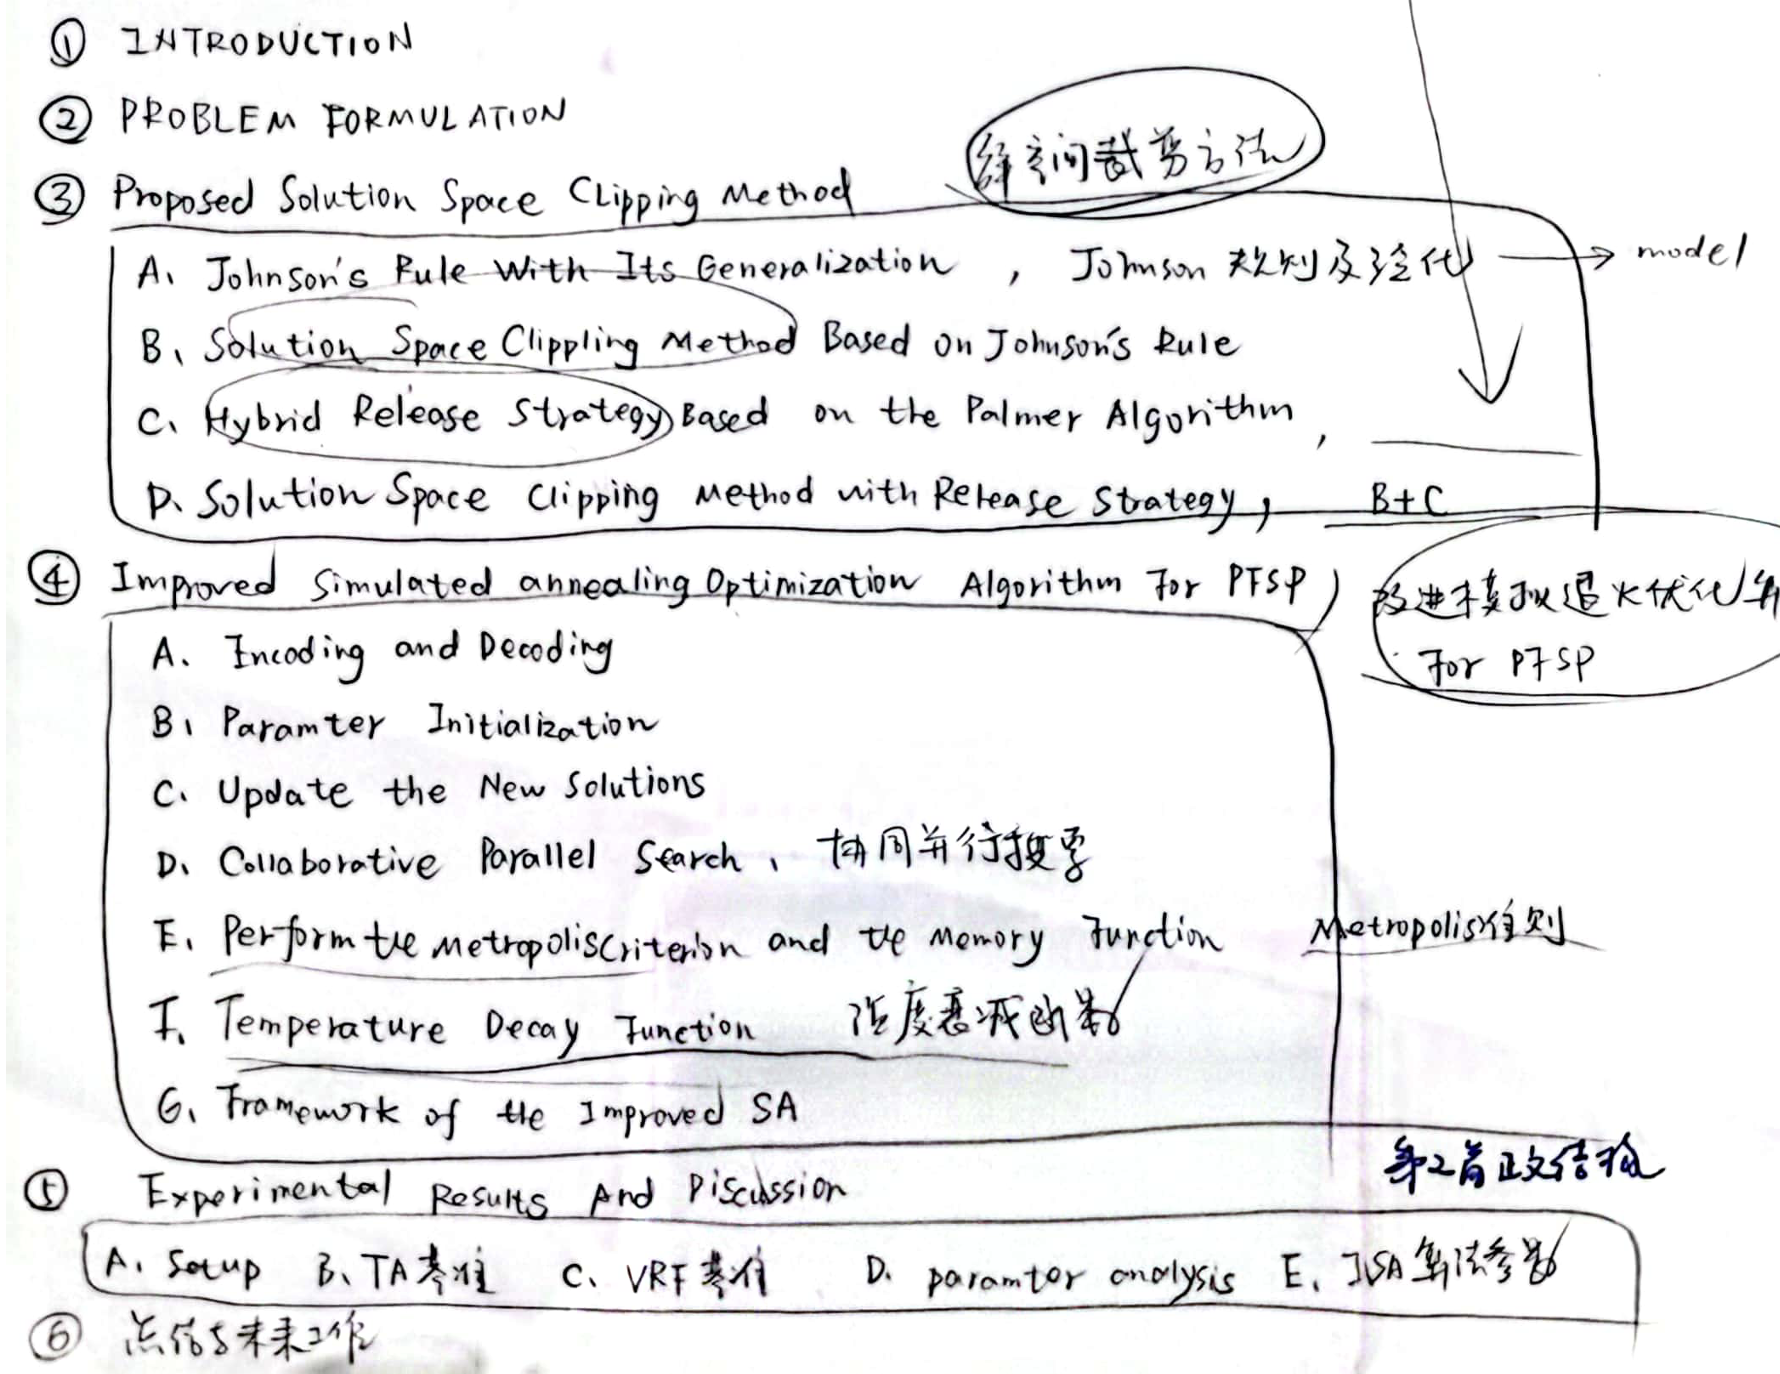 ① INTRODUCTION
② PROBLEM FORMULATION
解空间裁剪方法
③ Proposed Solution Space Clipping Method
A. Johnson's Rule With Its Generalization , Johnson 规则及泛化 → model
B. Solution Space Clippling Method Based on Johnson's Rule
C. Hybrid Release Strategy Based on the Palmer Algorithm,
D. Solution Space Clipping Method with Release Strategy, B+C
④ Improved Simulated annealing Optimization Algorithm For PFSP) 改进模拟退火优化算
For PFSP
A. Encoding and Decoding
B. Paramter Initialization
C. Update the New Solutions
D. Collaborative Parallel Search、协同并行搜索
E. Perform the Metropolis Criterion and the Memory Function Metropolis准则
F. Temperature Decay Function 温度衰减函数
G. Framework of the Improved SA
第2篇正文结构
⑤ Experimental Results And Discussion
A. Setup B. TA基准 C. VRF基准 D. paramter analysis E. ISA算法参数
⑥ 总结与未来工作